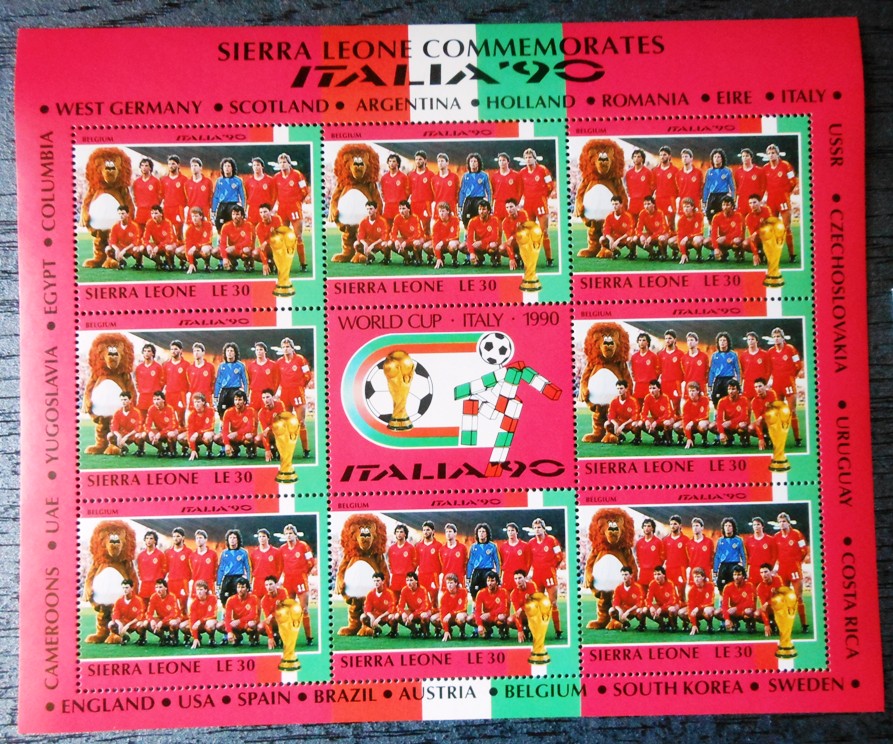 SIERRA LEONE COMMEMORATES
ITALIA'90
• WEST GERMANY • SCOTLAND • ARGENTINA • HOLLAND • ROMANIA • EIRE • ITALY •
USSR • CZECHOSLOVAKIA • URUGUAY • COSTA RICA
CAMEROONS • UAE • YUGOSLAVIA • EGYPT • COLUMBIA
BELGIUM ITALIA'90
SIERRA LEONE LE 30
BELGIUM ITALIA'90
SIERRA LEONE LE 30
BELGIUM ITALIA'90
SIERRA LEONE LE 30
BELGIUM ITALIA'90
SIERRA LEONE LE 30
WORLD CUP · ITALY · 1990
ITALIA'90
BELGIUM ITALIA'90
SIERRA LEONE LE 30
BELGIUM ITALIA'90
SIERRA LEONE LE 30
BELGIUM ITALIA'90
SIERRA LEONE LE 30
BELGIUM ITALIA'90
SIERRA LEONE LE 30
• ENGLAND • USA • SPAIN • BRAZIL • AUSTRIA • BELGIUM • SOUTH KOREA • SWEDEN •